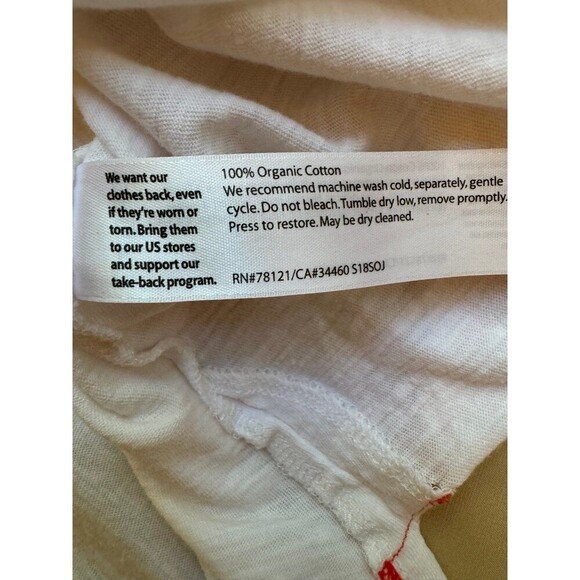 We want our
clothes back, even
if they're worn or
torn. Bring them
to our US stores
and support our
take-back program.
100% Organic Cotton
We recommend machine wash cold, separately, gentle
cycle. Do not bleach. Tumble dry low, remove promptly.
Press to restore. May be dry cleaned.
RN#78121/CA#34460 S18SOJ